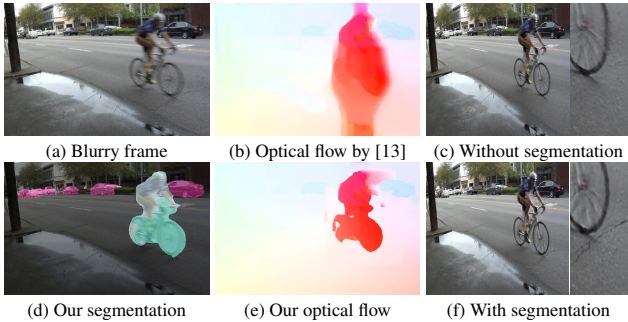 (a) Blurry frame
(b) Optical flow by [13]
(c) Without segmentation
(d) Our segmentation
(e) Our optical flow
(f) With segmentation